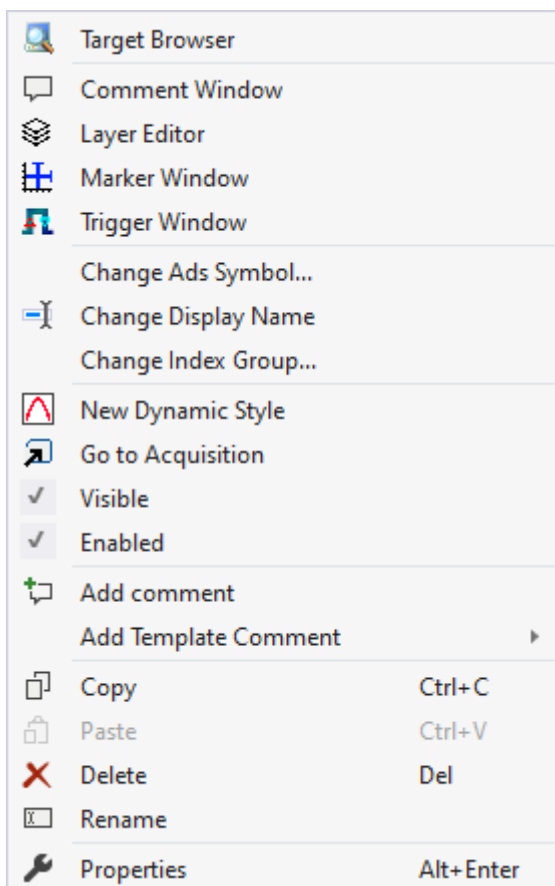 Target Browser
Comment Window
Layer Editor
Marker Window
Trigger Window
Change Ads Symbol...
Change Display Name
Change Index Group...
New Dynamic Style
Go to Acquisition
Visible
Enabled
Add comment
Add Template Comment
Copy Ctrl+C
Paste Ctrl+V
Delete Del
Rename
Properties Alt+Enter